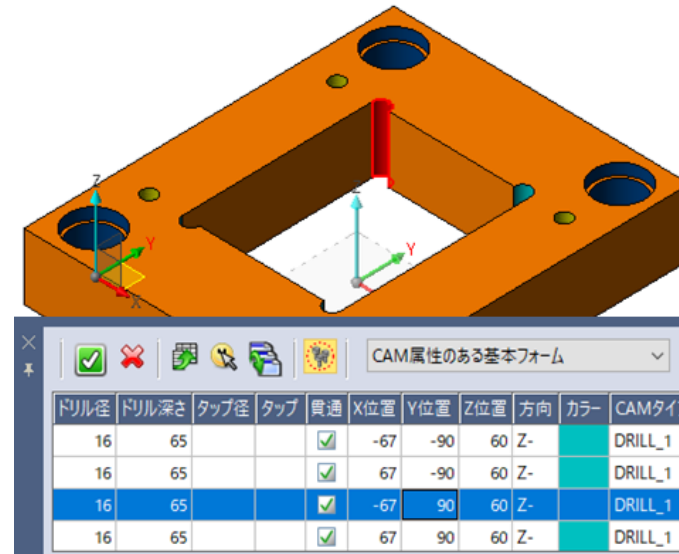 Z
Y
X
Z
Y
CAM属性のある基本フォーム
ドリル径 ドリル深さ タップ径 タップ 貫通 X位置 Y位置 Z位置 方向 カラー CAMタイ
16 65 -67 -90 60 Z- DRILL_1
16 65 67 -90 60 Z- DRILL_1
16 65 -67 90 60 Z- DRILL_1
16 65 67 90 60 Z- DRILL_1